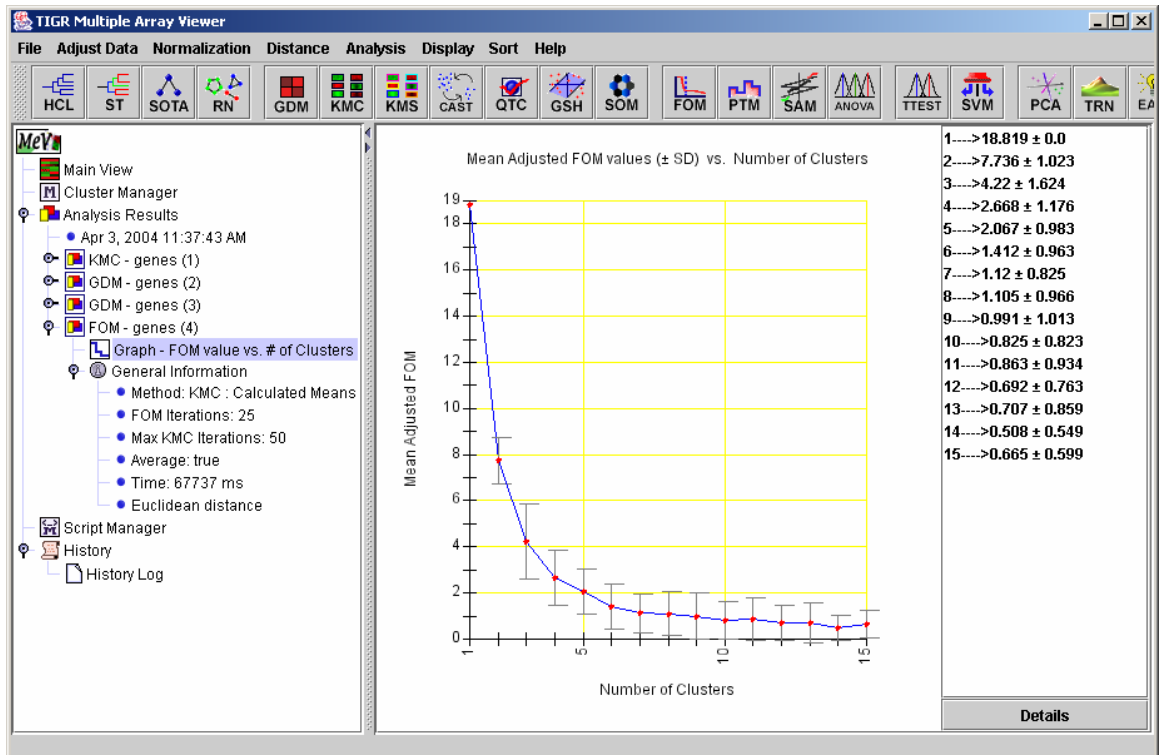 TIGR Multiple Array Viewer
File Adjust Data Normalization Distance Analysis Display Sort Help
HCL ST SOTA RN GDM KMC KMS CAST QTC GSH SOM FOM PTM SAM ANOVA TTEST SVM PCA TRN EA
MeV
Main View
M Cluster Manager
Analysis Results
Apr 3, 2004 11:37:43 AM
KMC - genes (1)
GDM - genes (2)
GDM - genes (3)
FOM - genes (4)
Graph - FOM value vs. # of Clusters
General Information
Method: KMC : Calculated Means
FOM Iterations: 25
Max KMC Iterations: 50
Average: true
Time: 67737 ms
Euclidean distance
Script Manager
History
History Log
Mean Adjusted FOM values (± SD) vs. Number of Clusters
Mean Adjusted FOM
19
18
16
14
12
10
8
6
4
2
0
1
5
10
15
Number of Clusters
1---->18.819 ± 0.0
2---->7.736 ± 1.023
3---->4.22 ± 1.624
4---->2.668 ± 1.176
5---->2.067 ± 0.983
6---->1.412 ± 0.963
7---->1.12 ± 0.825
8---->1.105 ± 0.966
9---->0.991 ± 1.013
10---->0.825 ± 0.823
11---->0.863 ± 0.934
12---->0.692 ± 0.763
13---->0.707 ± 0.859
14---->0.508 ± 0.549
15---->0.665 ± 0.599
Details